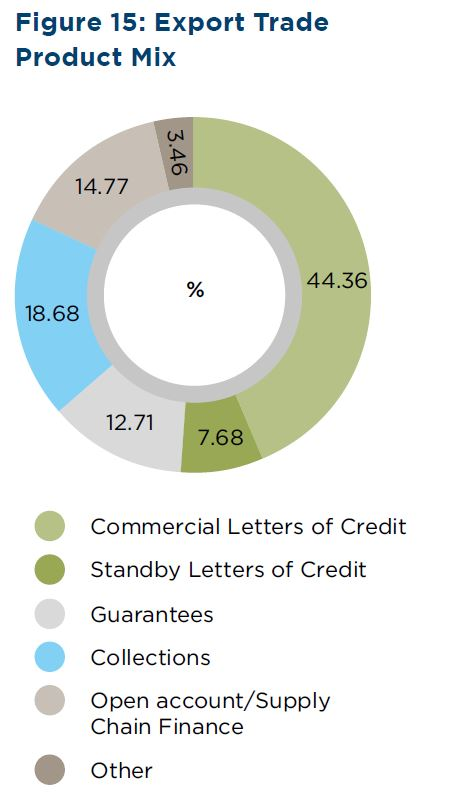 Figure 15: Export Trade
Product Mix
3.46
14.77
44.36
%
18.68
12.71
7.68
Commercial Letters of Credit
Standby Letters of Credit
Guarantees
Collections
Open account/Supply
Chain Finance
Other